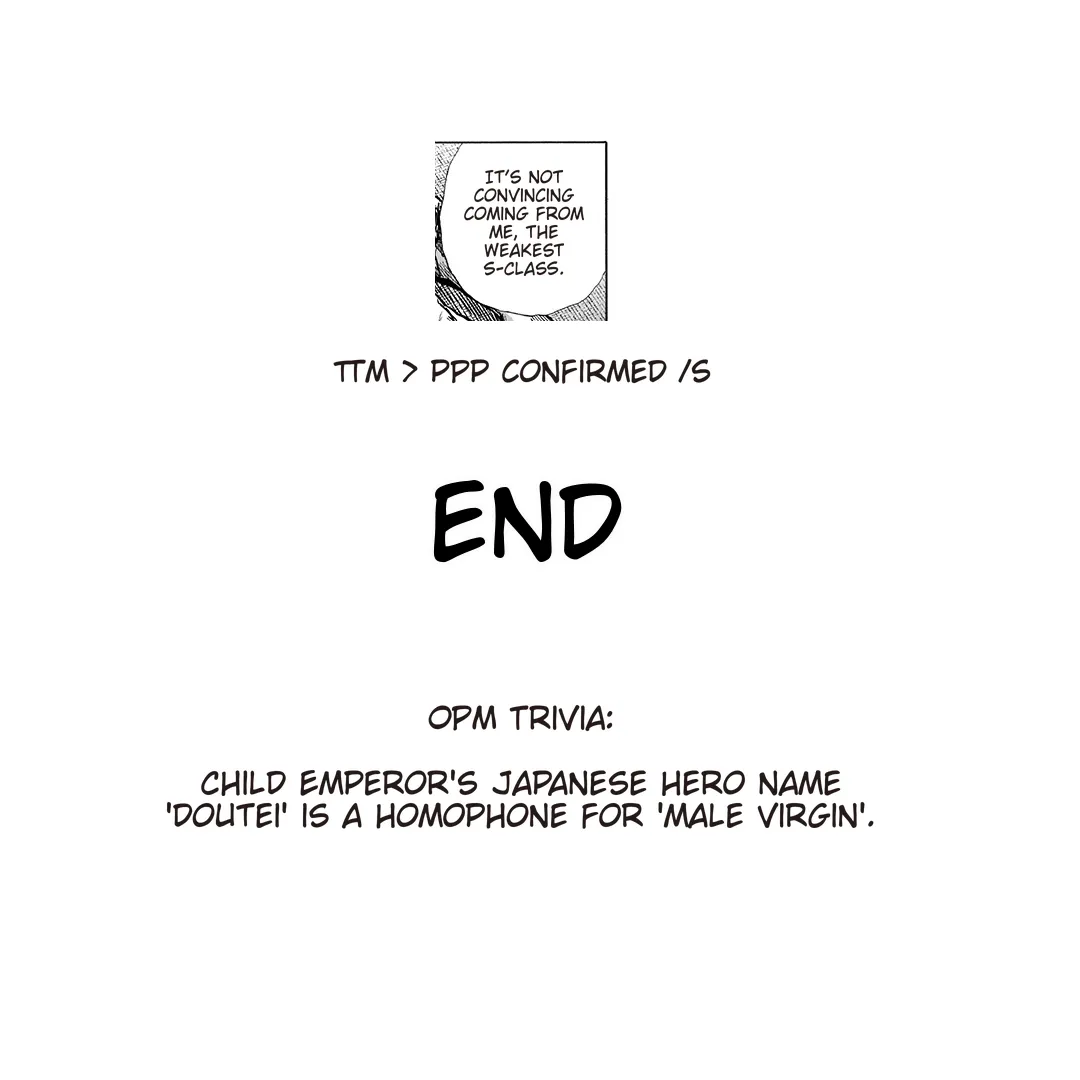 IT'S NOT
CONVINCING
COMING FROM
ME, THE
WEAKEST
S-CLASS.
TTM > PPP CONFIRMED /S
END
OPM TRIVIA:
CHILD EMPEROR'S JAPANESE HERO NAME
'DOUTEI' IS A HOMOPHONE FOR 'MALE VIRGIN'.